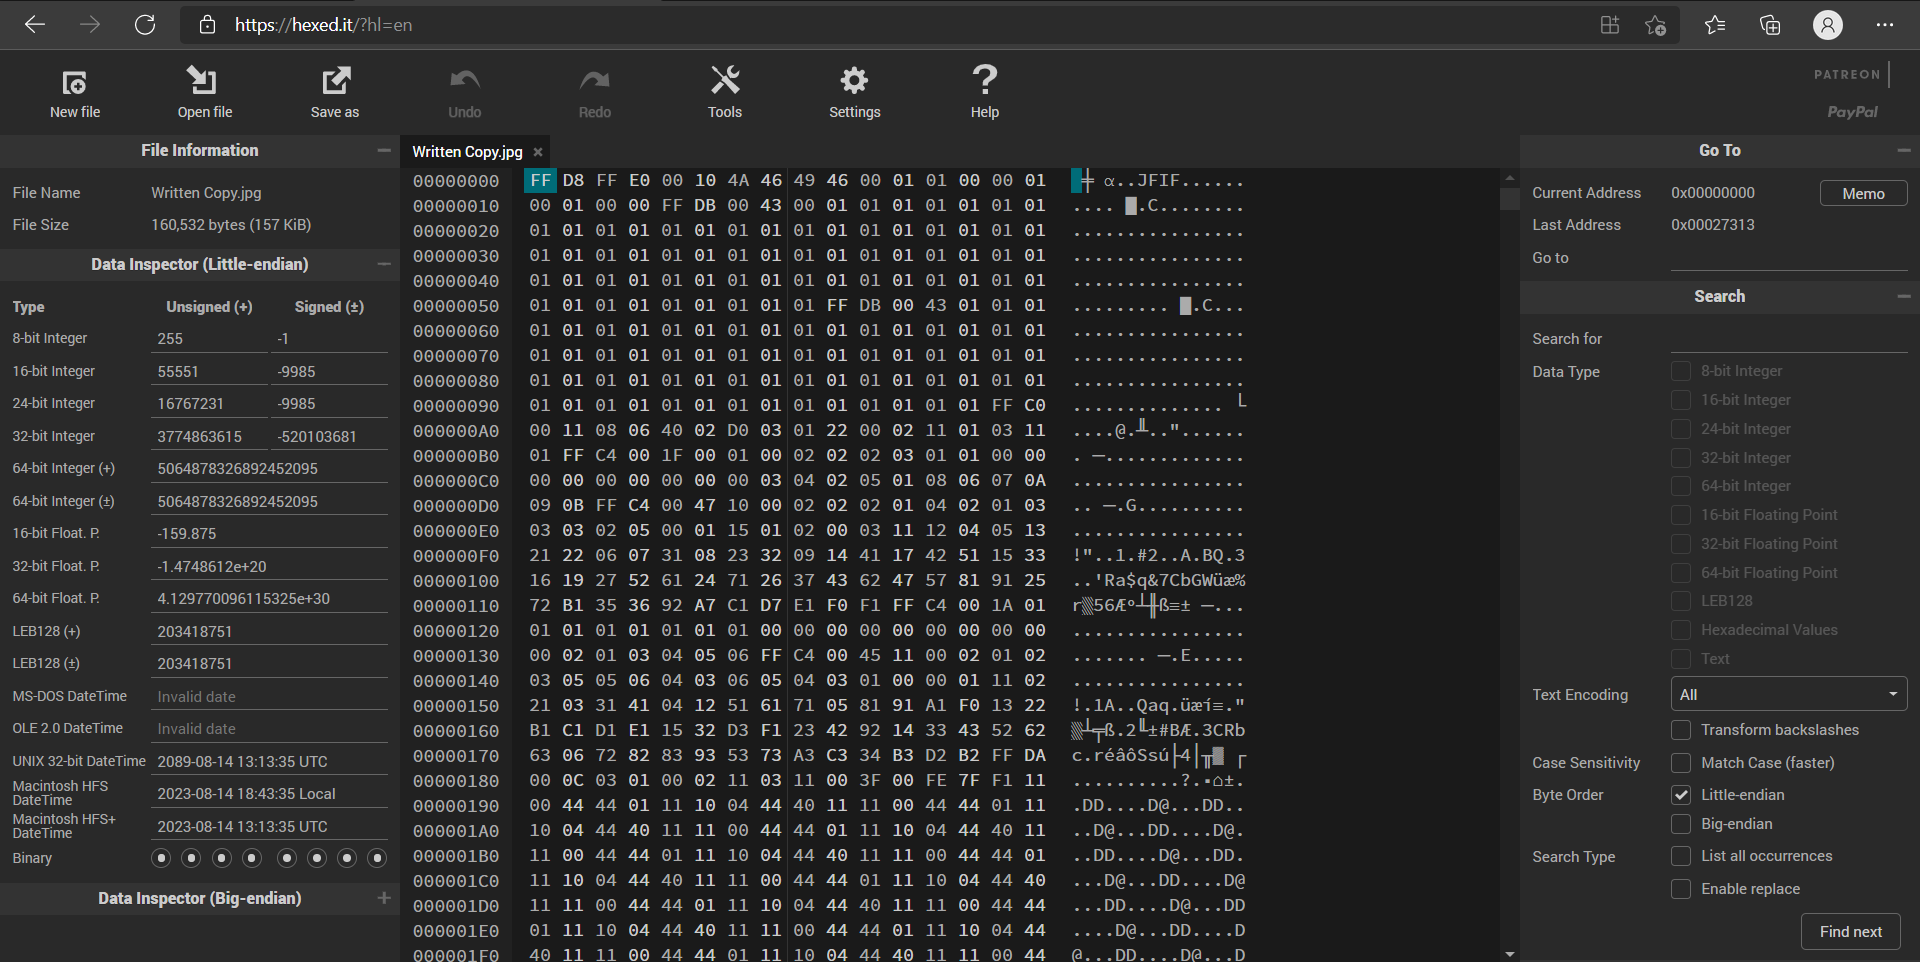 https://hexed.it/?hl=en
New file
Open file
Save as
Undo
Redo
Tools
Settings
Help
PATREON
PayPal
File Information
File Name Written Copy.jpg
File Size 160,532 bytes (157 KiB)
Data Inspector (Little-endian)
Type Unsigned (+) Signed (±)
8-bit Integer 255 -1
16-bit Integer 55551 -9985
24-bit Integer 16767231 -9985
32-bit Integer 3774863615 -520103681
64-bit Integer (+) 5064878326892452095
64-bit Integer (±) 5064878326892452095
16-bit Float. P. -159.875
32-bit Float. P. -1.4748612e+20
64-bit Float. P. 4.129770096115325e+30
LEB128 (+) 203418751
LEB128 (±) 203418751
MS-DOS DateTime Invalid date
OLE 2.0 DateTime Invalid date
UNIX 32-bit DateTime 2089-08-14 13:13:35 UTC
Macintosh HFS DateTime 2023-08-14 18:43:35 Local
Macintosh HFS+ DateTime 2023-08-14 13:13:35 UTC
Binary
Data Inspector (Big-endian)
Written Copy.jpg
00000000 FF D8 FF E0 00 10 4A 46 49 46 00 01 01 00 00 01 ╪ α..JFIF......
00000010 00 01 00 00 FF DB 00 43 00 01 01 01 01 01 01 01 .... █.C........
00000020 01 01 01 01 01 01 01 01 01 01 01 01 01 01 01 01 ................
00000030 01 01 01 01 01 01 01 01 01 01 01 01 01 01 01 01 ................
00000040 01 01 01 01 01 01 01 01 01 01 01 01 01 01 01 01 ................
00000050 01 01 01 01 01 01 01 01 01 FF DB 00 43 01 01 01 ......... █.C...
00000060 01 01 01 01 01 01 01 01 01 01 01 01 01 01 01 01 ................
00000070 01 01 01 01 01 01 01 01 01 01 01 01 01 01 01 01 ................
00000080 01 01 01 01 01 01 01 01 01 01 01 01 01 01 01 01 ................
00000090 01 01 01 01 01 01 01 01 01 01 01 01 01 01 FF C0 .............. └
000000A0 00 11 08 06 40 02 D0 03 01 22 00 02 11 01 03 11 ....@.╨.."......
000000B0 01 FF C4 00 1F 00 01 00 02 02 02 03 01 01 00 00 . ─.............
000000C0 00 00 00 00 00 00 00 03 04 02 05 01 08 06 07 0A ................
000000D0 09 0B FF C4 00 47 10 00 02 02 02 01 04 02 01 03 .. ─.G..........
000000E0 03 03 02 05 00 01 15 01 02 00 03 11 12 04 05 13 ................
000000F0 21 22 06 07 31 08 23 32 09 14 41 17 42 51 15 33 !"..1.#2..A.BQ.3
00000100 16 19 27 52 61 24 71 26 37 43 62 47 57 81 91 25 ..'Ra$q&7CbGWüæ%
00000110 72 B1 35 36 92 A7 C1 D7 E1 F0 F1 FF C4 00 1A 01 r▒56Æº┴╫ß≡± ─...
00000120 01 01 01 01 01 01 01 00 00 00 00 00 00 00 00 00 ................
00000130 00 02 01 03 04 05 06 FF C4 00 45 11 00 02 01 02 ....... ─.E.....
00000140 03 05 05 06 04 03 06 05 04 03 01 00 00 01 11 02 ................
00000150 21 03 31 41 04 12 51 61 71 05 81 91 A1 F0 13 22 !.1A..Qaq.üæí≡."
00000160 B1 C1 D1 E1 15 32 D3 F1 23 42 92 14 33 43 52 62 ▒┴╤ß.2╙±#BÆ.3CRb
00000170 63 06 72 82 83 93 53 73 A3 C3 34 B3 D2 B2 FF DA c.réâôSsú├4│╥▓ ┌
00000180 00 0C 03 01 00 02 11 03 11 00 3F 00 FE 7F F1 11 ..........?.▪⌂±.
00000190 00 44 44 01 11 10 04 44 40 11 11 00 44 44 01 11 .DD....D@...DD..
000001A0 10 04 44 40 11 11 00 44 44 01 11 10 04 44 40 11 ..D@...DD....D@.
000001B0 11 00 44 44 01 11 10 04 44 40 11 11 00 44 44 01 ..DD....D@...DD.
000001C0 11 10 04 44 40 11 11 00 44 44 01 11 10 04 44 40 ...D@...DD....D@
000001D0 11 11 00 44 44 01 11 10 04 44 40 11 11 00 44 44 ...DD....D@...DD
000001E0 01 11 10 04 44 40 11 11 00 44 44 01 11 10 04 44 ....D@...DD....D
000001F0 40 11 11 00 44 44 01 11 10 04 44 40 11 11 00 44 @...DD....D@...D
Go To
Current Address 0x00000000 Memo
Last Address 0x00027313
Go to
Search
Search for
Data Type 8-bit Integer
16-bit Integer
24-bit Integer
32-bit Integer
64-bit Integer
16-bit Floating Point
32-bit Floating Point
64-bit Floating Point
LEB128
Hexadecimal Values
Text
Text Encoding All
Transform backslashes
Case Sensitivity Match Case (faster)
Byte Order Little-endian
Big-endian
Search Type List all occurrences
Enable replace
Find next